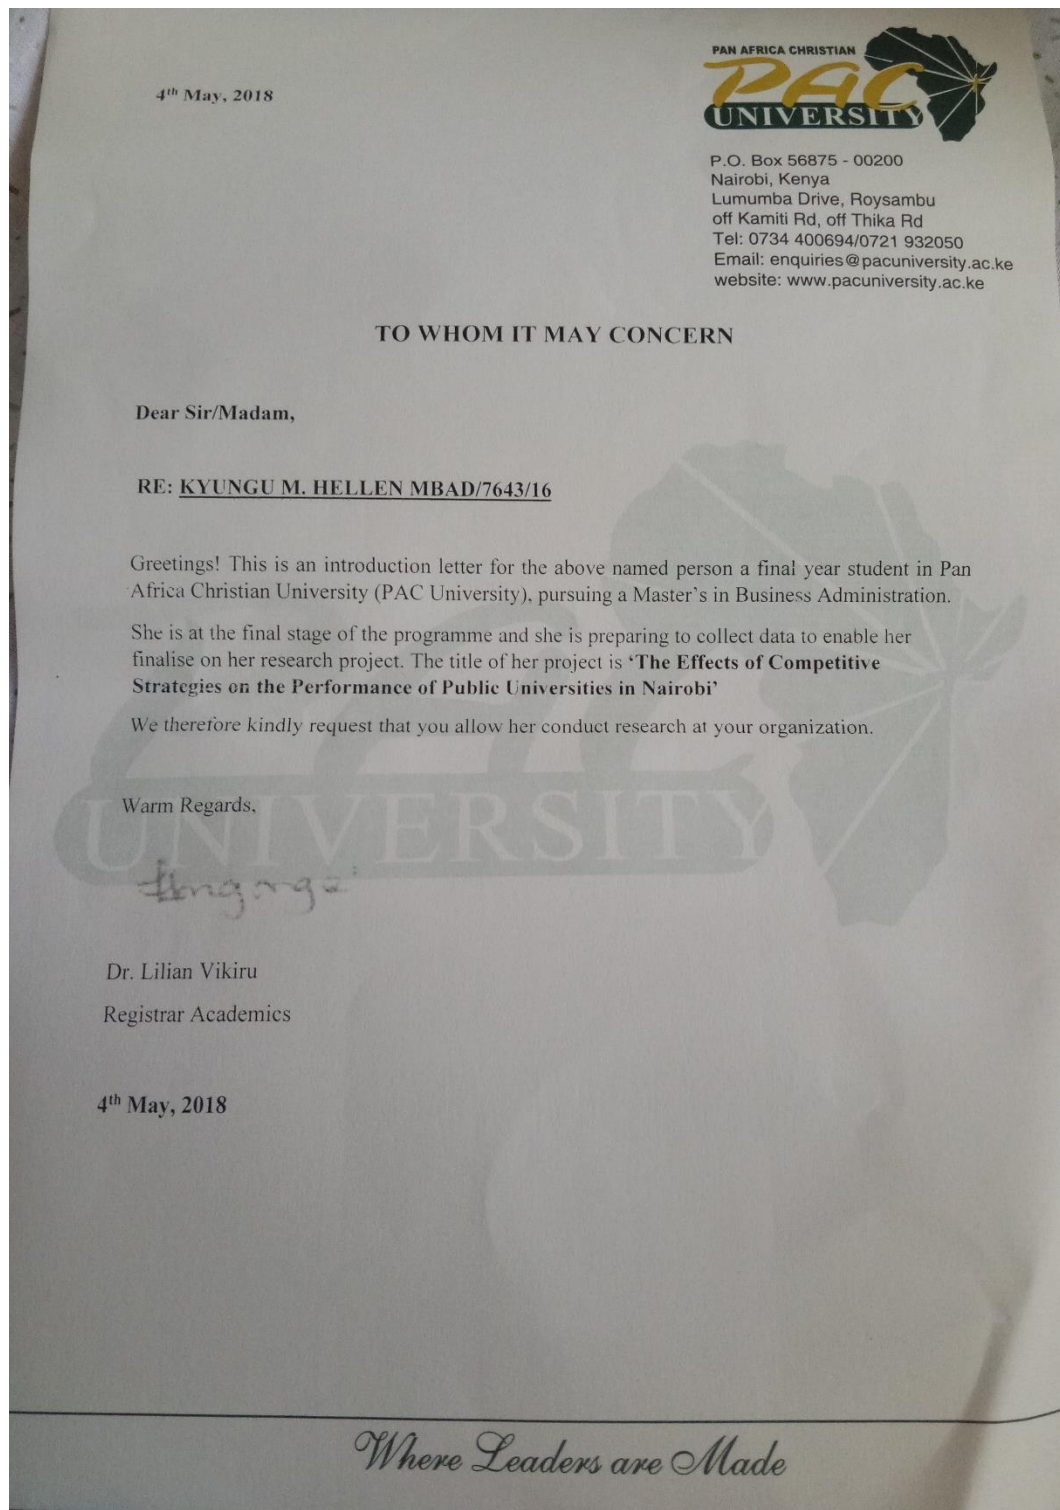 4th May, 2018
PAN AFRICA CHRISTIAN
PAC
UNIVERSITY
P.O. Box 56875 - 00200
Nairobi, Kenya
Lumumba Drive, Roysambu
off Kamiti Rd, off Thika Rd
Tel: 0734 400694/0721 932050
Email: enquiries@pacuniversity.ac.ke
website: www.pacuniversity.ac.ke
TO WHOM IT MAY CONCERN
Dear Sir/Madam,
RE: KYUNGU M. HELLEN MBAD/7643/16
Greetings! This is an introduction letter for the above named person a final year student in Pan
Africa Christian University (PAC University), pursuing a Master's in Business Administration.
She is at the final stage of the programme and she is preparing to collect data to enable her
finalise on her research project. The title of her project is ‘The Effects of Competitive
Strategies on the Performance of Public Universities in Nairobi’
We therefore kindly request that you allow her conduct research at your organization.
PAC
UNIVERSITY
Warm Regards,
Dr. Lilian Vikiru
Registrar Academics
4th May, 2018
Where Leaders are Made